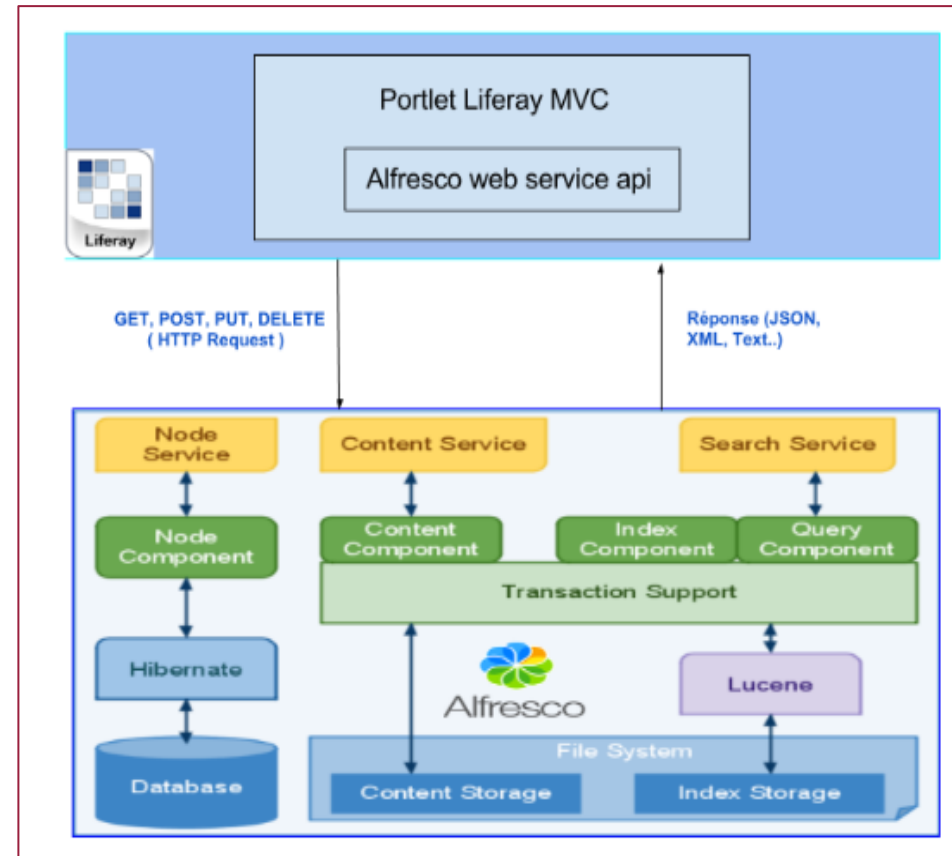 Portlet Liferay MVC
Alfresco web service api
Liferay
GET, POST, PUT, DELETE
( HTTP Request )
Réponse (JSON,
XML, Text..)
Node
Service
Content Service
Search Service
Node
Component
Content
Component
Index
Component
Query
Component
Transaction Support
Hibernate
Alfresco
Lucene
File System
Database
Content Storage
Index Storage